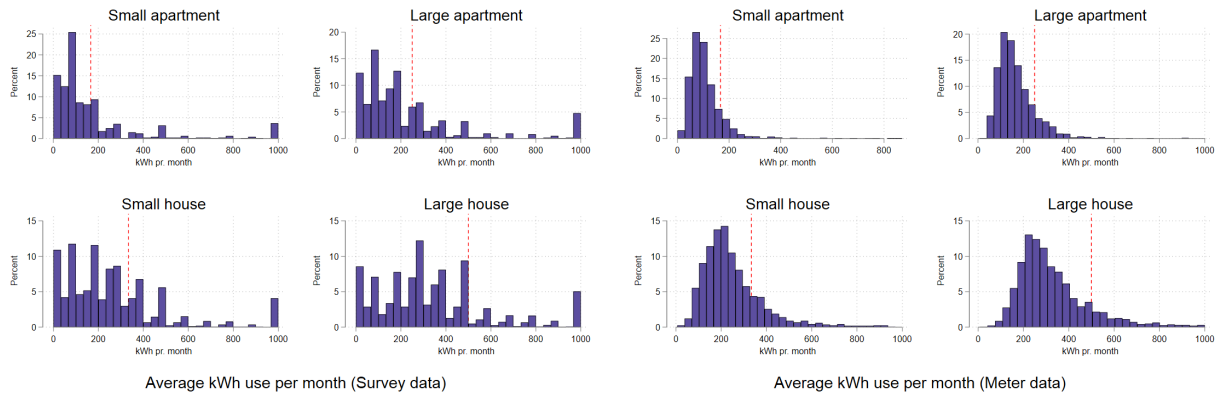 Small apartment
Percent
25
20
15
10
5
0
0 200 400 600 800 1000
kWh pr. month
Large apartment
Percent
20
15
10
5
0
0 200 400 600 800 1000
kWh pr. month
Small apartment
Percent
25
20
15
10
5
0
0 200 400 600 800
kWh pr. month
Large apartment
Percent
20
15
10
5
0
0 200 400 600 800 1000
kWh pr. month
Small house
Percent
15
10
5
0
0 200 400 600 800 1000
kWh pr. month
Large house
Percent
15
10
5
0
0 200 400 600 800 1000
kWh pr. month
Small house
Percent
15
10
5
0
0 200 400 600 800 1000
kWh pr. month
Large house
Percent
15
10
5
0
0 200 400 600 800 1000
kWh pr. month
Average kWh use per month (Survey data)
Average kWh use per month (Meter data)